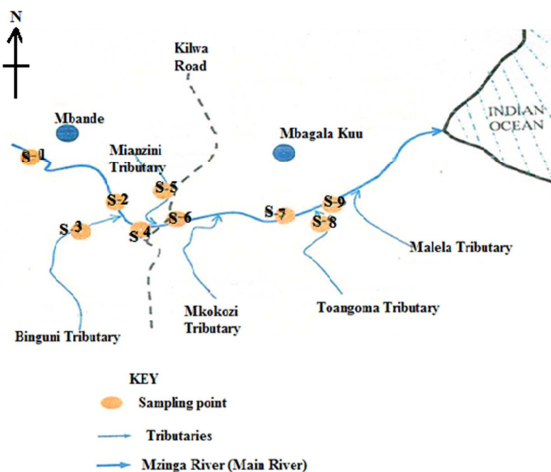 N
Kilwa
Road
Mbande
Mianzini
Tributary
Mbagala Kuu
INDIAN
OCEAN
S-1
S-5
S-2
S-3
S-4
S-6
S-7
S-9
S-8
Malela Tributary
Mkokozi
Tributary
Toangoma Tributary
Binguni Tributary
KEY
Sampling point
Tributaries
Mzinga River (Main River)